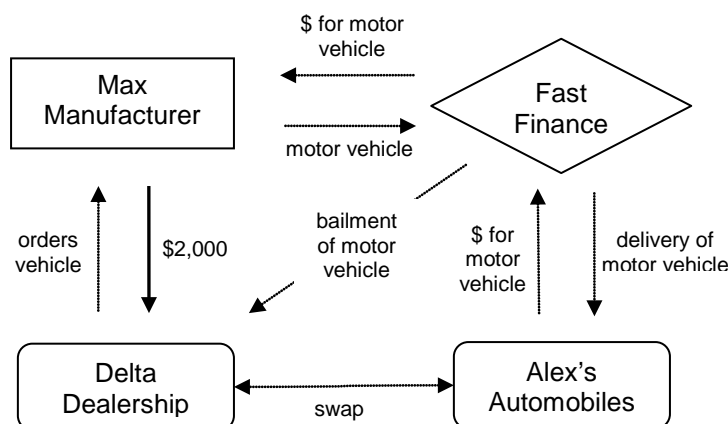 $ for motor
vehicle
Max
Manufacturer
Fast
Finance
motor vehicle
orders
vehicle
$2,000
bailment
of motor
vehicle
$ for
motor
vehicle
delivery of
motor vehicle
Delta
Dealership
swap
Alex's
Automobiles